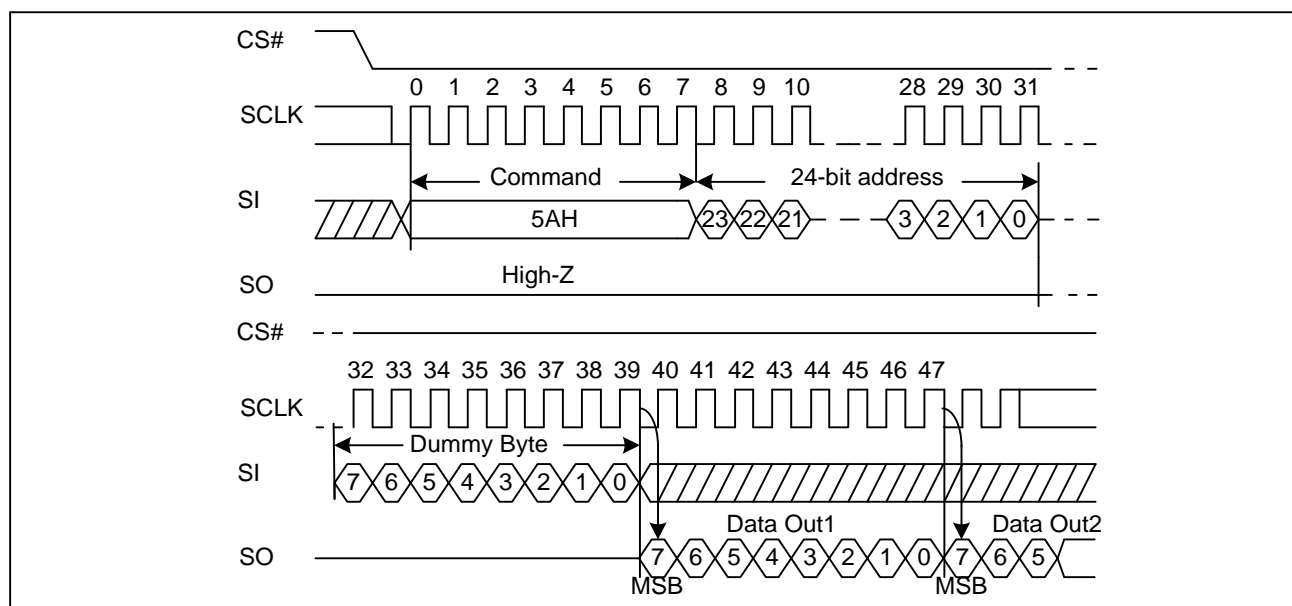 CS#
0 1 2 3 4 5 6 7 8 9 10 28 29 30 31
SCLK
Command 24-bit address
SI
5AH 23 22 21 3 2 1 0
High-Z
SO
CS#
32 33 34 35 36 37 38 39 40 41 42 43 44 45 46 47
SCLK
Dummy Byte
SI 7 6 5 4 3 2 1 0
Data Out1 Data Out2
SO 7 6 5 4 3 2 1 0 7 6 5
MSB MSB